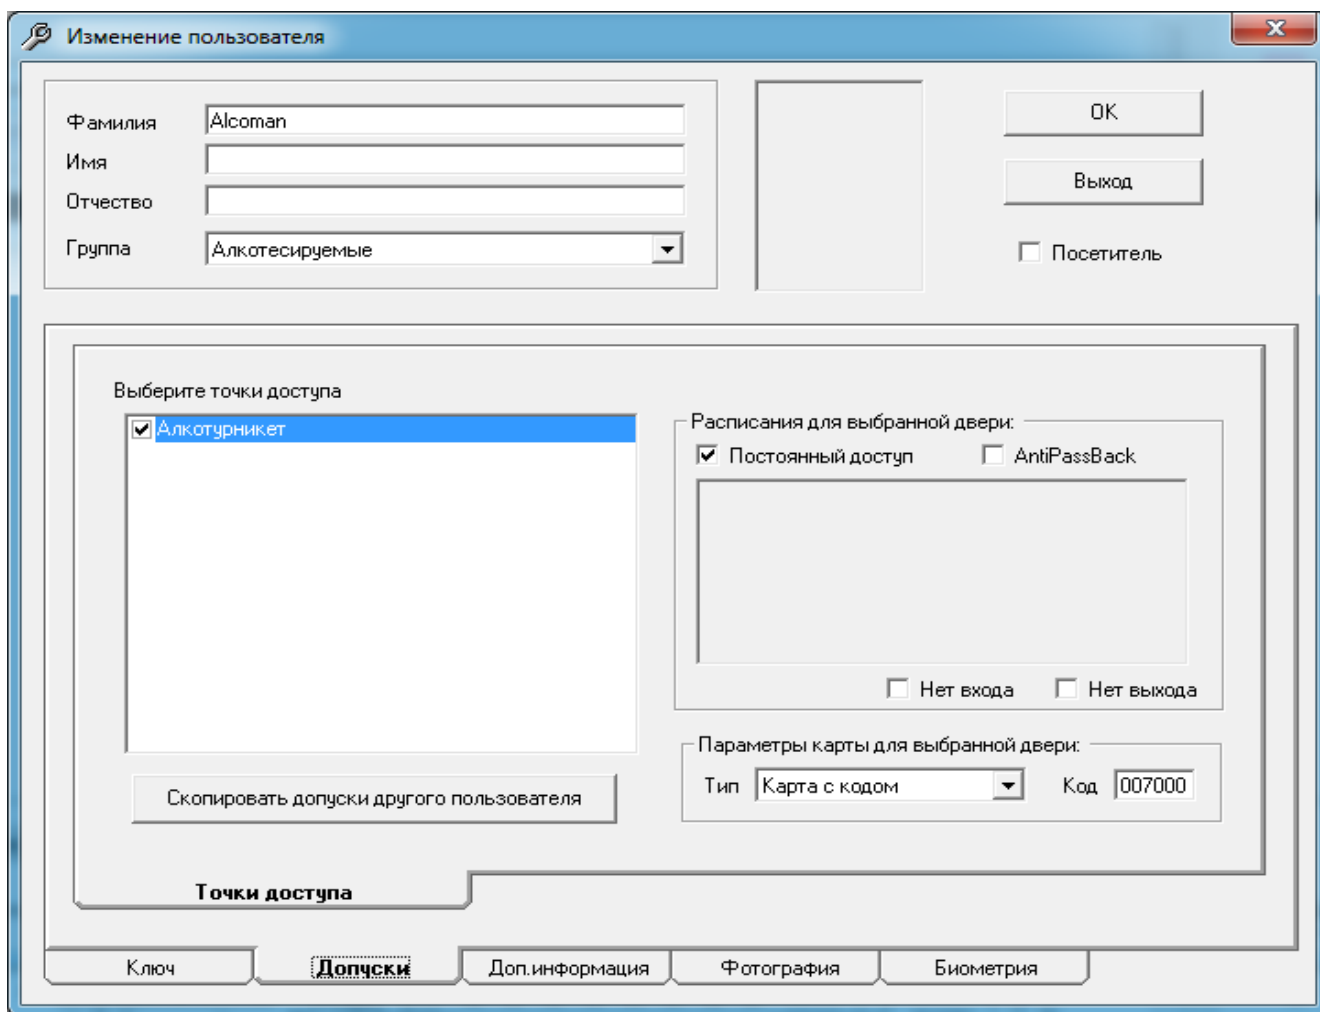 Изменение пользователя
Фамилия Alcoman
Имя
Отчество
Группа Алкотесируемые
OK
Выход
Посетитель
Выберите точки доступа
Алкотурникет
Расписания для выбранной двери:
Постоянный доступ AntiPassBack
Нет входа Нет выхода
Параметры карты для выбранной двери:
Тип Карта с кодом Код 007000
Скопировать допуски другого пользователя
Точки доступа
Ключ Допуски Доп.информация Фотография Биометрия